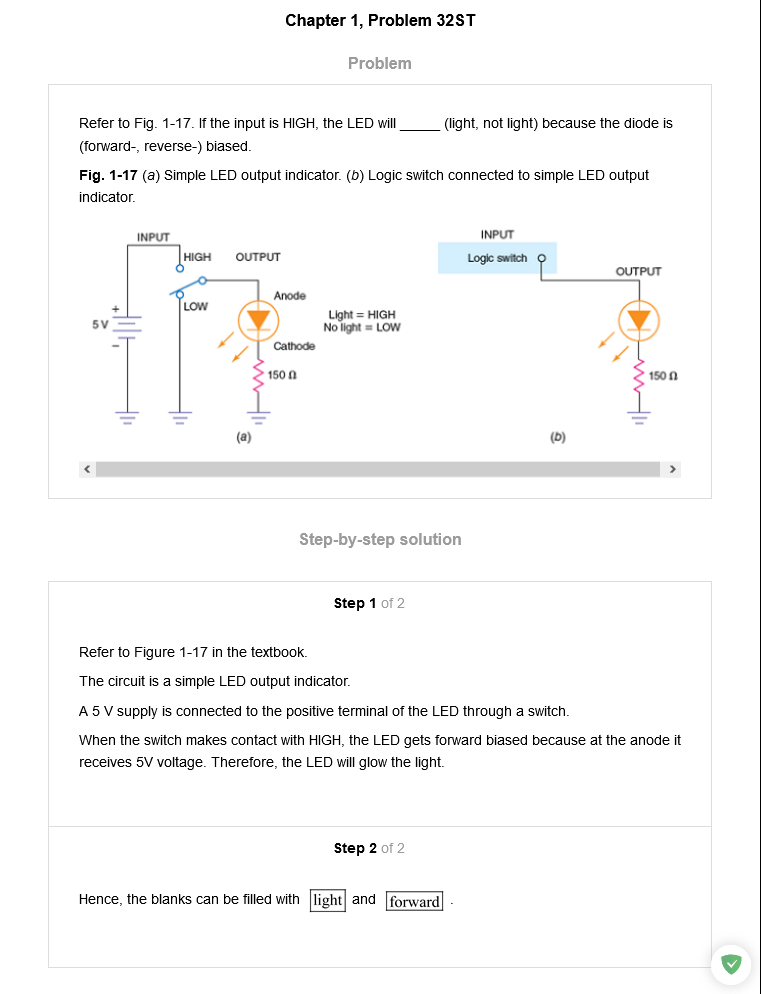 Chapter 1, Problem 32ST
Problem
Refer to Fig. 1-17. If the input is HIGH, the LED will _____ (light, not light) because the diode is
(forward-, reverse-) biased.
Fig. 1-17 (a) Simple LED output indicator. (b) Logic switch connected to simple LED output
indicator.
INPUT
HIGH
OUTPUT
LOW
Anode
+
5 V
−
Light = HIGH
No light = LOW
Cathode
150 Ω
(a)
INPUT
Logic switch
OUTPUT
150 Ω
(b)
Step-by-step solution
Step 1 of 2
Refer to Figure 1-17 in the textbook.
The circuit is a simple LED output indicator.
A 5 V supply is connected to the positive terminal of the LED through a switch.
When the switch makes contact with HIGH, the LED gets forward biased because at the anode it
receives 5V voltage. Therefore, the LED will glow the light.
Step 2 of 2
Hence, the blanks can be filled with light and forward .